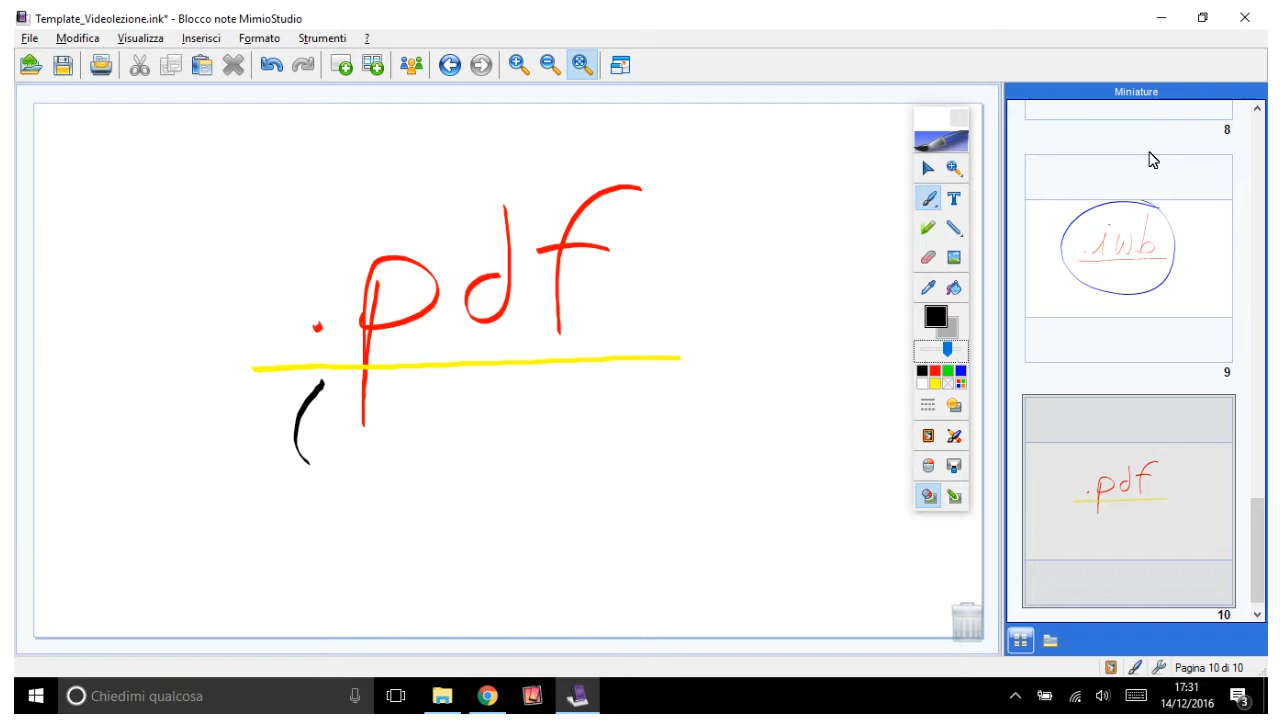 Template_Videolezione.ink* - Blocco note MimioStudio
File Modifica Visualizza Inserisci Formato Strumenti ?
Miniature
8
.pdf
(
T
.iwb
9
.pdf
10
Pagina 10 di 10
Chiedimi qualcosa
17:31
14/12/2016
3